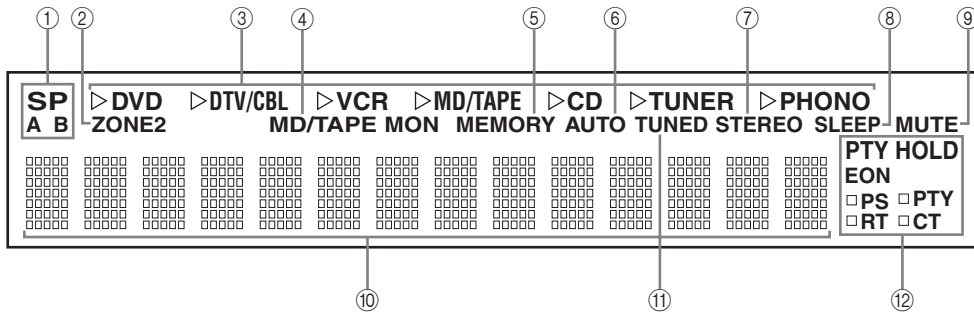 ① ② ③ ④ ⑤ ⑥ ⑦ ⑧ ⑨
SP ▷DVD ▷DTV/CBL ▷VCR ▷MD/TAPE ▷CD ▷TUNER ▷PHONO
A B ZONE2 MD/TAPE MON MEMORY AUTO TUNED STEREO SLEEP MUTE
PTY HOLD
EON
PS PTY
RT CT
⑩ ⑪ ⑫